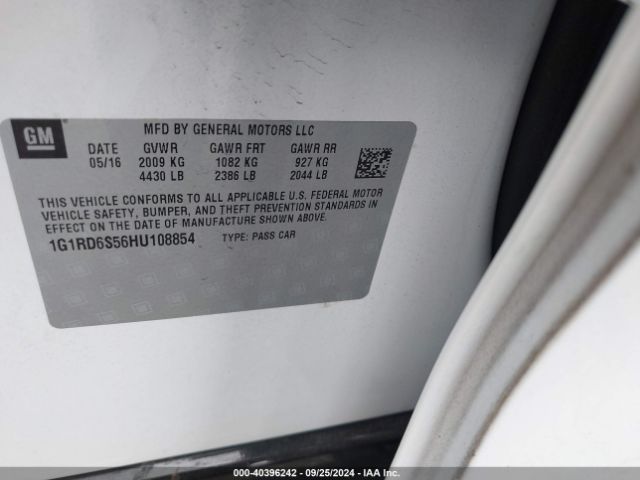 GM
MFD BY GENERAL MOTORS LLC
DATE GVWR GAWR FRT GAWR RR
05/16 2009 KG 1082 KG 927 KG
4430 LB 2386 LB 2044 LB
THIS VEHICLE CONFORMS TO ALL APPLICABLE U.S. FEDERAL MOTOR
VEHICLE SAFETY, BUMPER, AND THEFT PREVENTION STANDARDS IN
EFFECT ON THE DATE OF MANUFACTURE SHOWN ABOVE.
1G1RD6S56HU108854 TYPE: PASS CAR
000-40396242 - 09/25/2024 - IAA Inc.